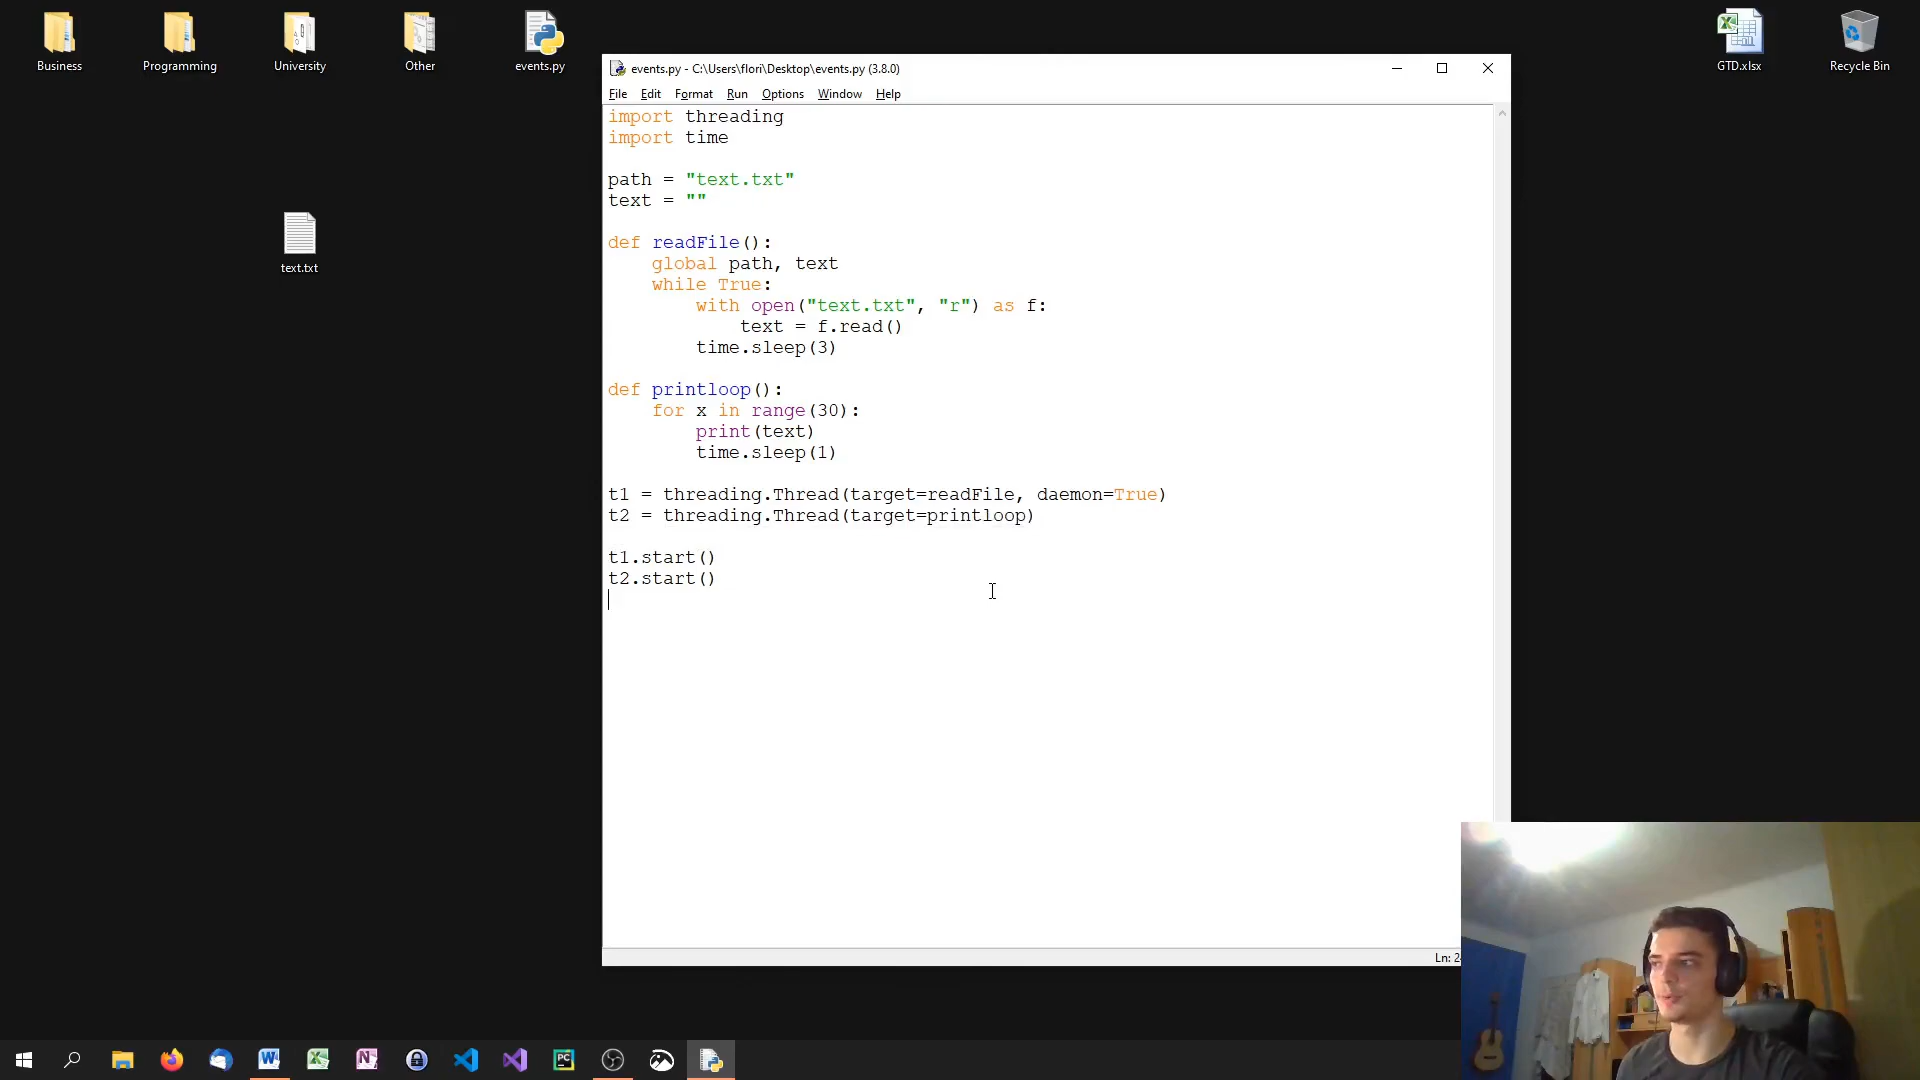 Business
Programming
University
Other
events.py
GTD.xlsx
Recycle Bin
text.txt
events.py - C:\Users\flori\Desktop\events.py (3.8.0)
File Edit Format Run Options Window Help
import threading
import time
path = "text.txt"
text = ""
def readFile():
    global path, text
    while True:
        with open("text.txt", "r") as f:
            text = f.read()
        time.sleep(3)
def printloop():
    for x in range(30):
        print(text)
        time.sleep(1)
t1 = threading.Thread(target=readFile, daemon=True)
t2 = threading.Thread(target=printloop)
t1.start()
t2.start()
Ln: